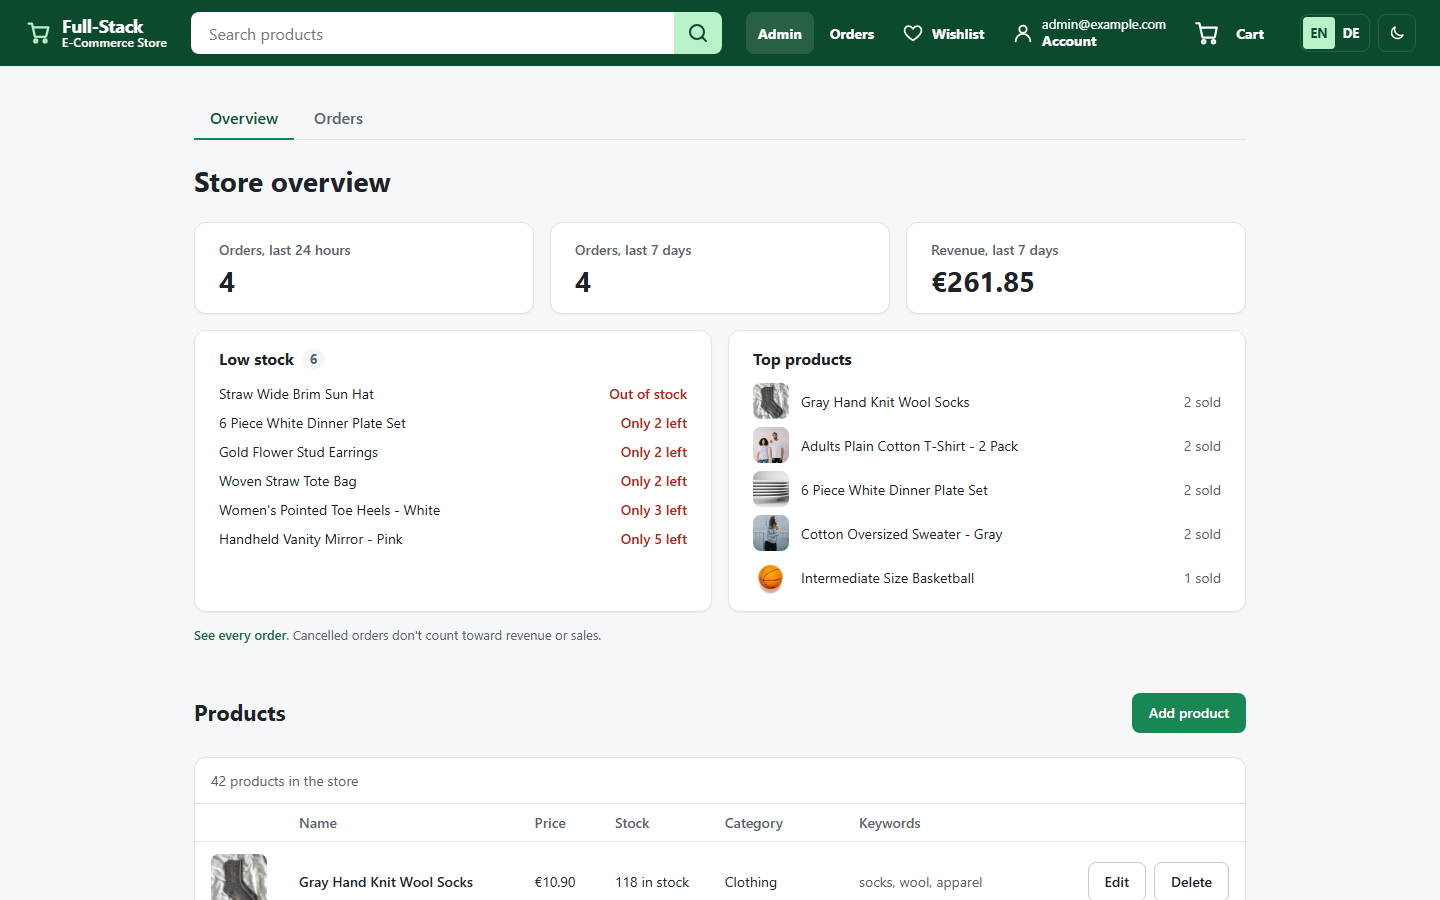 Full-Stack
E-Commerce Store
Search products
Admin
Orders
Wishlist
admin@example.com
Account
Cart
EN
DE
Overview
Orders
Store overview
Orders, last 24 hours
4
Orders, last 7 days
4
Revenue, last 7 days
€261.85
Low stock 6
Straw Wide Brim Sun Hat Out of stock
6 Piece White Dinner Plate Set Only 2 left
Gold Flower Stud Earrings Only 2 left
Woven Straw Tote Bag Only 2 left
Women's Pointed Toe Heels - White Only 3 left
Handheld Vanity Mirror - Pink Only 5 left
Top products
Gray Hand Knit Wool Socks 2 sold
Adults Plain Cotton T-Shirt - 2 Pack 2 sold
6 Piece White Dinner Plate Set 2 sold
Cotton Oversized Sweater - Gray 2 sold
Intermediate Size Basketball 1 sold
See every order. Cancelled orders don't count toward revenue or sales.
Products
Add product
42 products in the store
Name Price Stock Category Keywords
Gray Hand Knit Wool Socks €10.90 118 in stock Clothing socks, wool, apparel Edit Delete